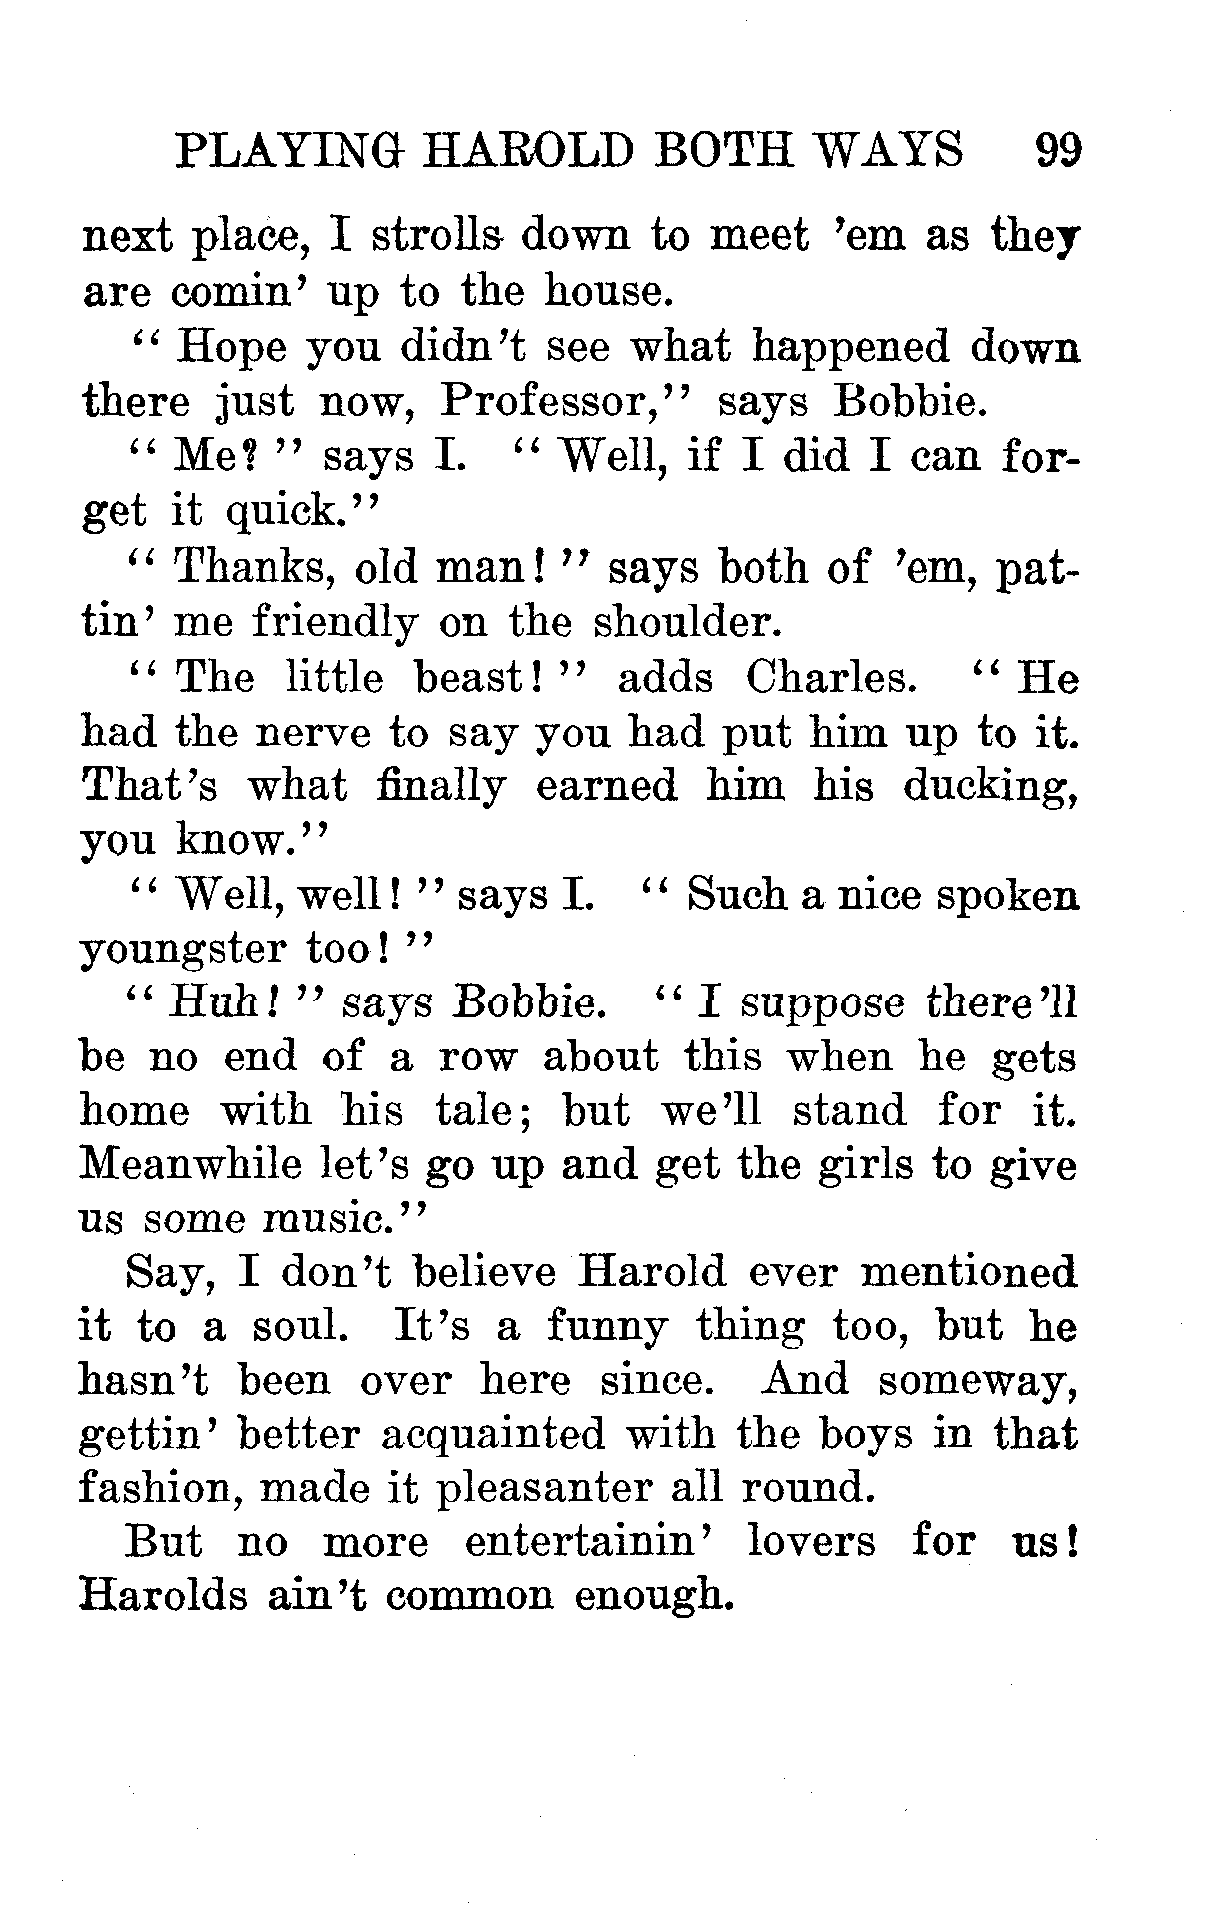 PLAYING HAROLD BOTH WAYS 99
next place, I strolls down to meet 'em as they
are comin' up to the house.
" Hope you didn't see what happened down
there just now, Professor," says Bobbie.
" Me? " says I. " Well, if I did I can for-
get it quick."
" Thanks, old man! " says both of 'em, pat-
tin' me friendly on the shoulder.
" The little beast! " adds Charles. " He
had the nerve to say you had put him up to it.
That's what finally earned him his ducking,
you know."
" Well, well! " says I. " Such a nice spoken
youngster too! "
" Huh! " says Bobbie. " I suppose there'll
be no end of a row about this when he gets
home with his tale; but we'll stand for it.
Meanwhile let's go up and get the girls to give
us some music."
Say, I don't believe Harold ever mentioned
it to a soul. It's a funny thing too, but he
hasn't been over here since. And someway,
gettin' better acquainted with the boys in that
fashion, made it pleasanter all round.
But no more entertainin' lovers for us!
Harolds ain't common enough.